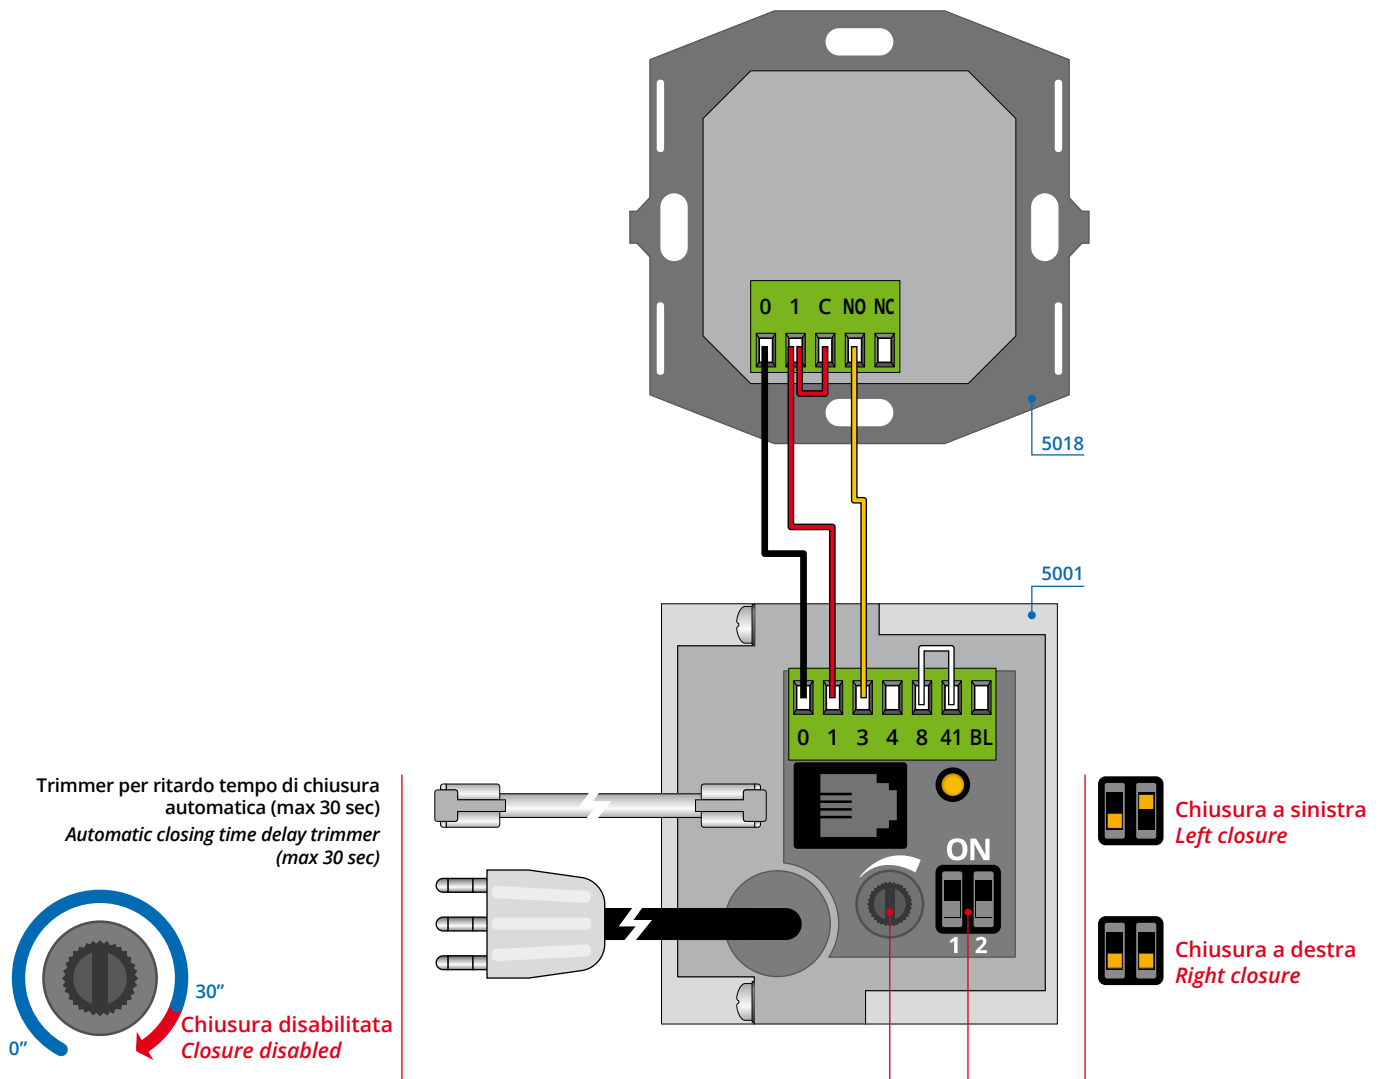 0 1 C NO NC
5018
5001
0 1 3 4 8 41 BL
ON
1 2
Trimmer per ritardo tempo di chiusura
automatica (max 30 sec)
Automatic closing time delay trimmer
(max 30 sec)
30”
0”
Chiusura disabilitata
Closure disabled
Chiusura a sinistra
Left closure
Chiusura a destra
Right closure